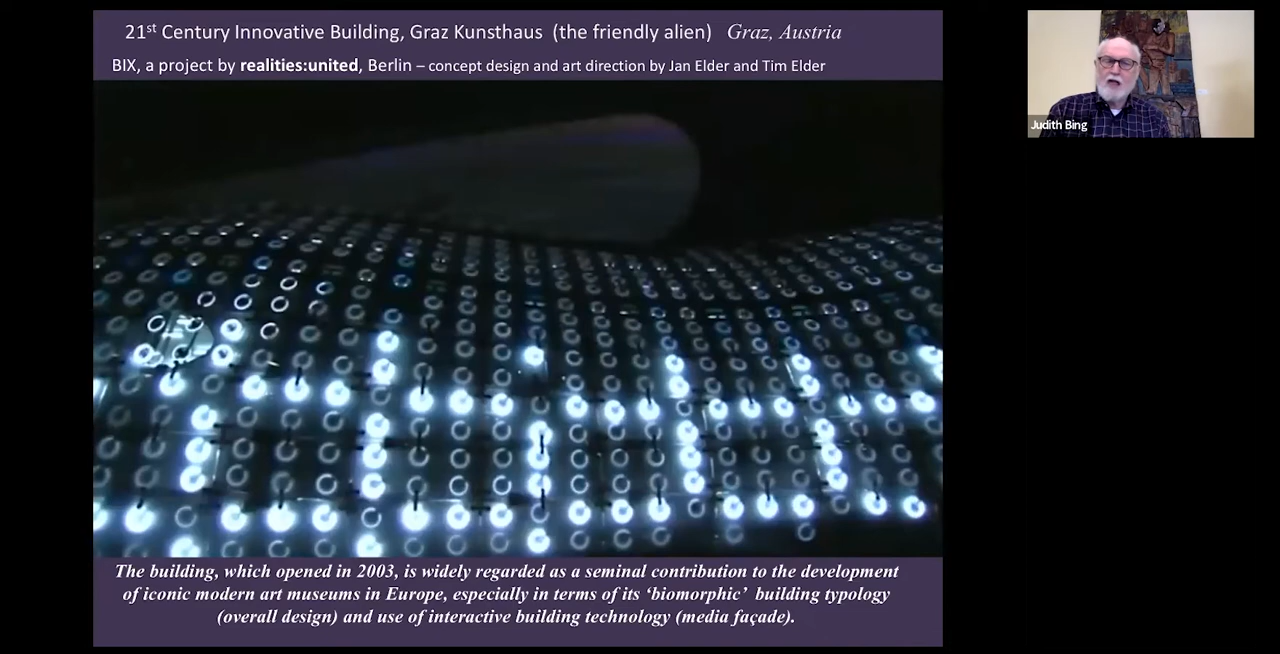 21st Century Innovative Building, Graz Kunsthaus (the friendly alien) Graz, Austria
BIX, a project by realities:united, Berlin – concept design and art direction by Jan Elder and Tim Elder
Judith Bing
The building, which opened in 2003, is widely regarded as a seminal contribution to the development
of iconic modern art museums in Europe, especially in terms of its ‘biomorphic’ building typology
(overall design) and use of interactive building technology (media façade).